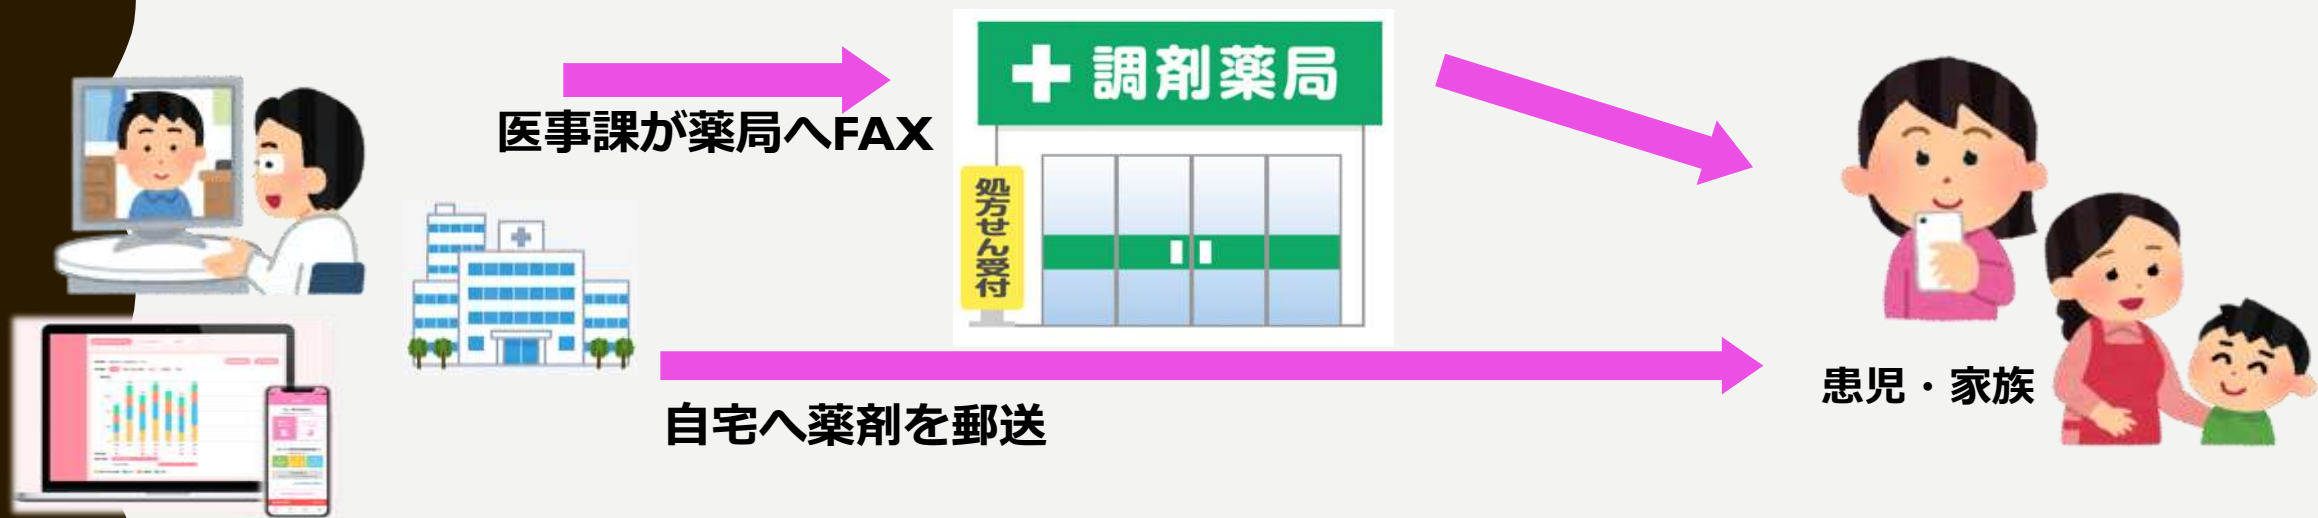 調剤薬局
医事課が薬局へFAX
処方せん受付
患児・家族
自宅へ薬剤を郵送